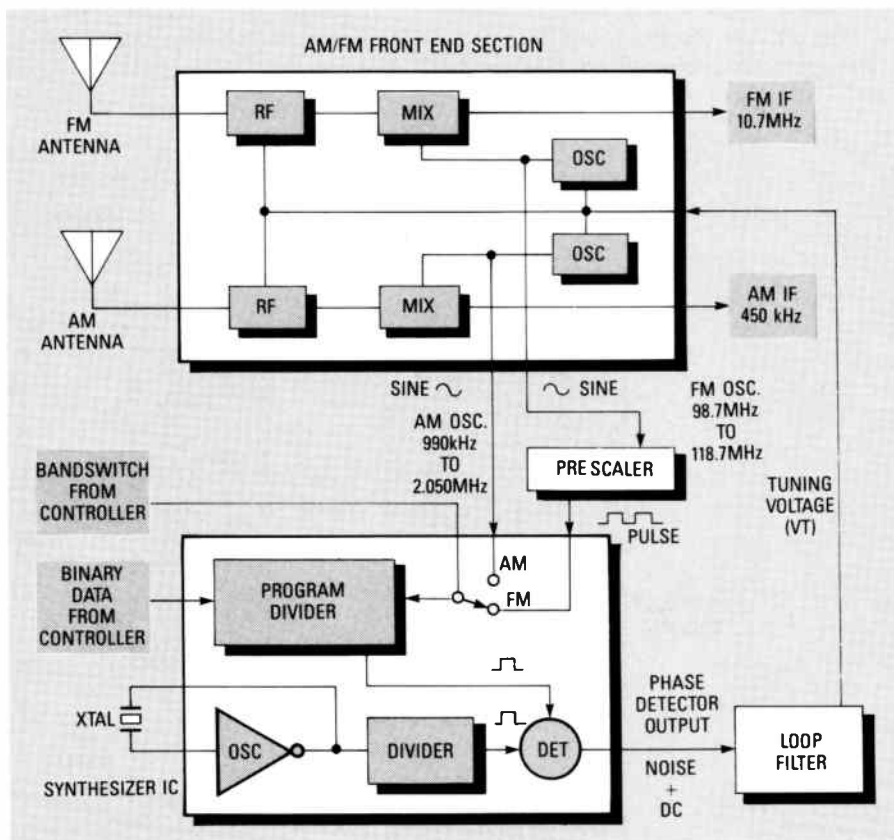 AM/FM FRONT END SECTION
FM
ANTENNA
RF
MIX
FM IF
10.7MHz
OSC
OSC
AM
ANTENNA
RF
MIX
AM IF
450 kHz
SINE
SINE
AM OSC.
990kHz
TO
2.050MHz
FM OSC.
98.7MHz
TO
118.7MHz
PRE SCALER
PULSE
TUNING
VOLTAGE
(VT)
BANDSWITCH
FROM
CONTROLLER
BINARY
DATA
FROM
CONTROLLER
PROGRAM
DIVIDER
AM
FM
XTAL
OSC
DIVIDER
DET
SYNTHESIZER IC
PHASE
DETECTOR
OUTPUT
NOISE
+
DC
LOOP
FILTER